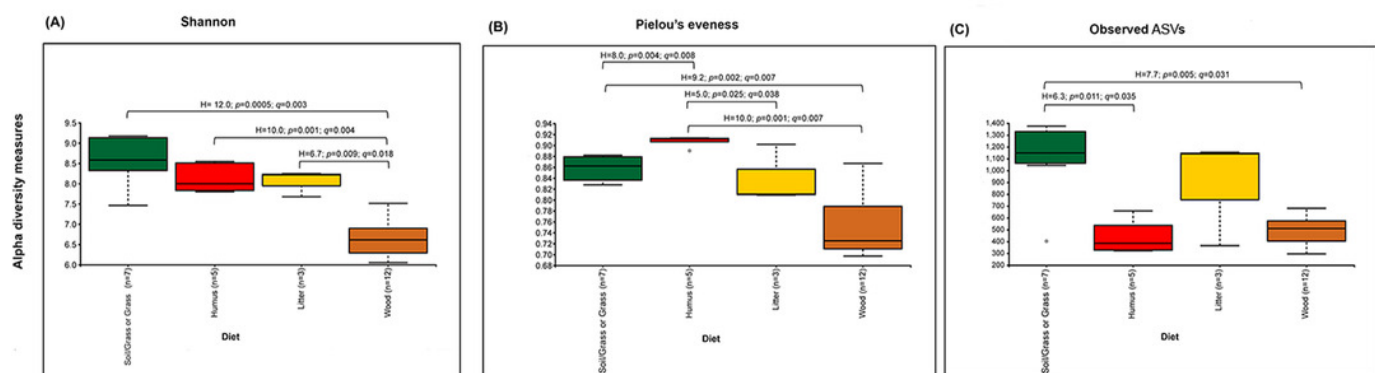 (A)
Shannon
Alpha diversity measures
H= 12.0; p=0.0005; q=0.003
H=10.0; p=0.001; q=0.004
H=6.7; p=0.009; q=0.018
9.5
9.0
8.5
8.0
7.5
7.0
6.5
6.0
Soil/Grass or Grass (n=7)
Humus (n=5)
Litter (n=3)
Wood (n=12)
Diet
(B)
Pielou's eveness
H=8.0; p=0.004; q=0.008
H=9.2; p=0.002; q=0.007
H=5.0; p=0.025; q=0.038
H=10.0; p=0.001; q=0.007
0.94
0.92
0.90
0.88
0.86
0.84
0.82
0.80
0.78
0.76
0.74
0.72
0.70
0.68
Soil/Grass or Grass (n=7)
Humus (n=5)
Litter (n=3)
Wood (n=12)
Diet
(C)
Observed ASVs
H=7.7; p=0.005; q=0.031
H=6.3; p=0.011; q=0.035
1,400
1,300
1,200
1,100
1,000
900
800
700
600
500
400
300
200
Soil/Grass or Grass (n=7)
Humus (n=5)
Litter (n=3)
Wood (n=12)
Diet